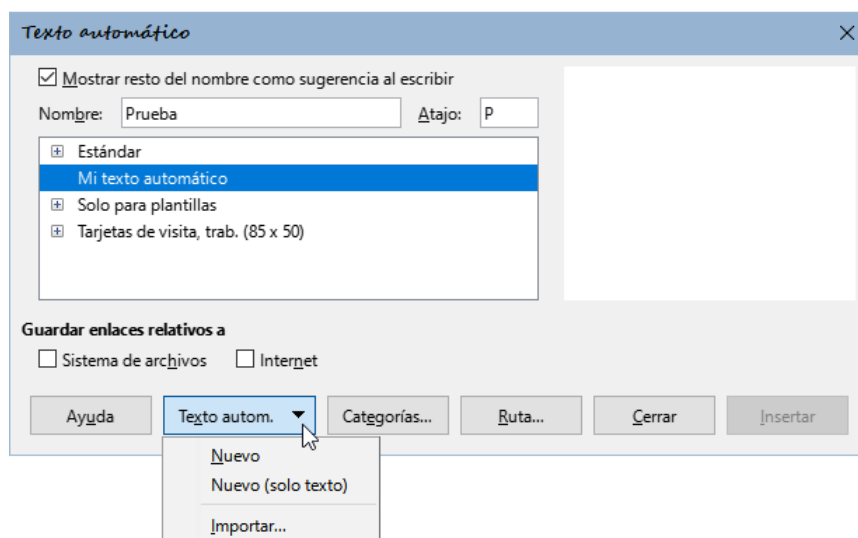 Texto automático
Mostrar resto del nombre como sugerencia al escribir
Nombre: Prueba Atajo: P
Estándar
Mi texto automático
Solo para plantillas
Tarjetas de visita, trab. (85 x 50)
Guardar enlaces relativos a
Sistema de archivos Internet
Ayuda Texto autom. Categorías... Ruta... Cerrar Insertar
Nuevo
Nuevo (solo texto)
Importar...